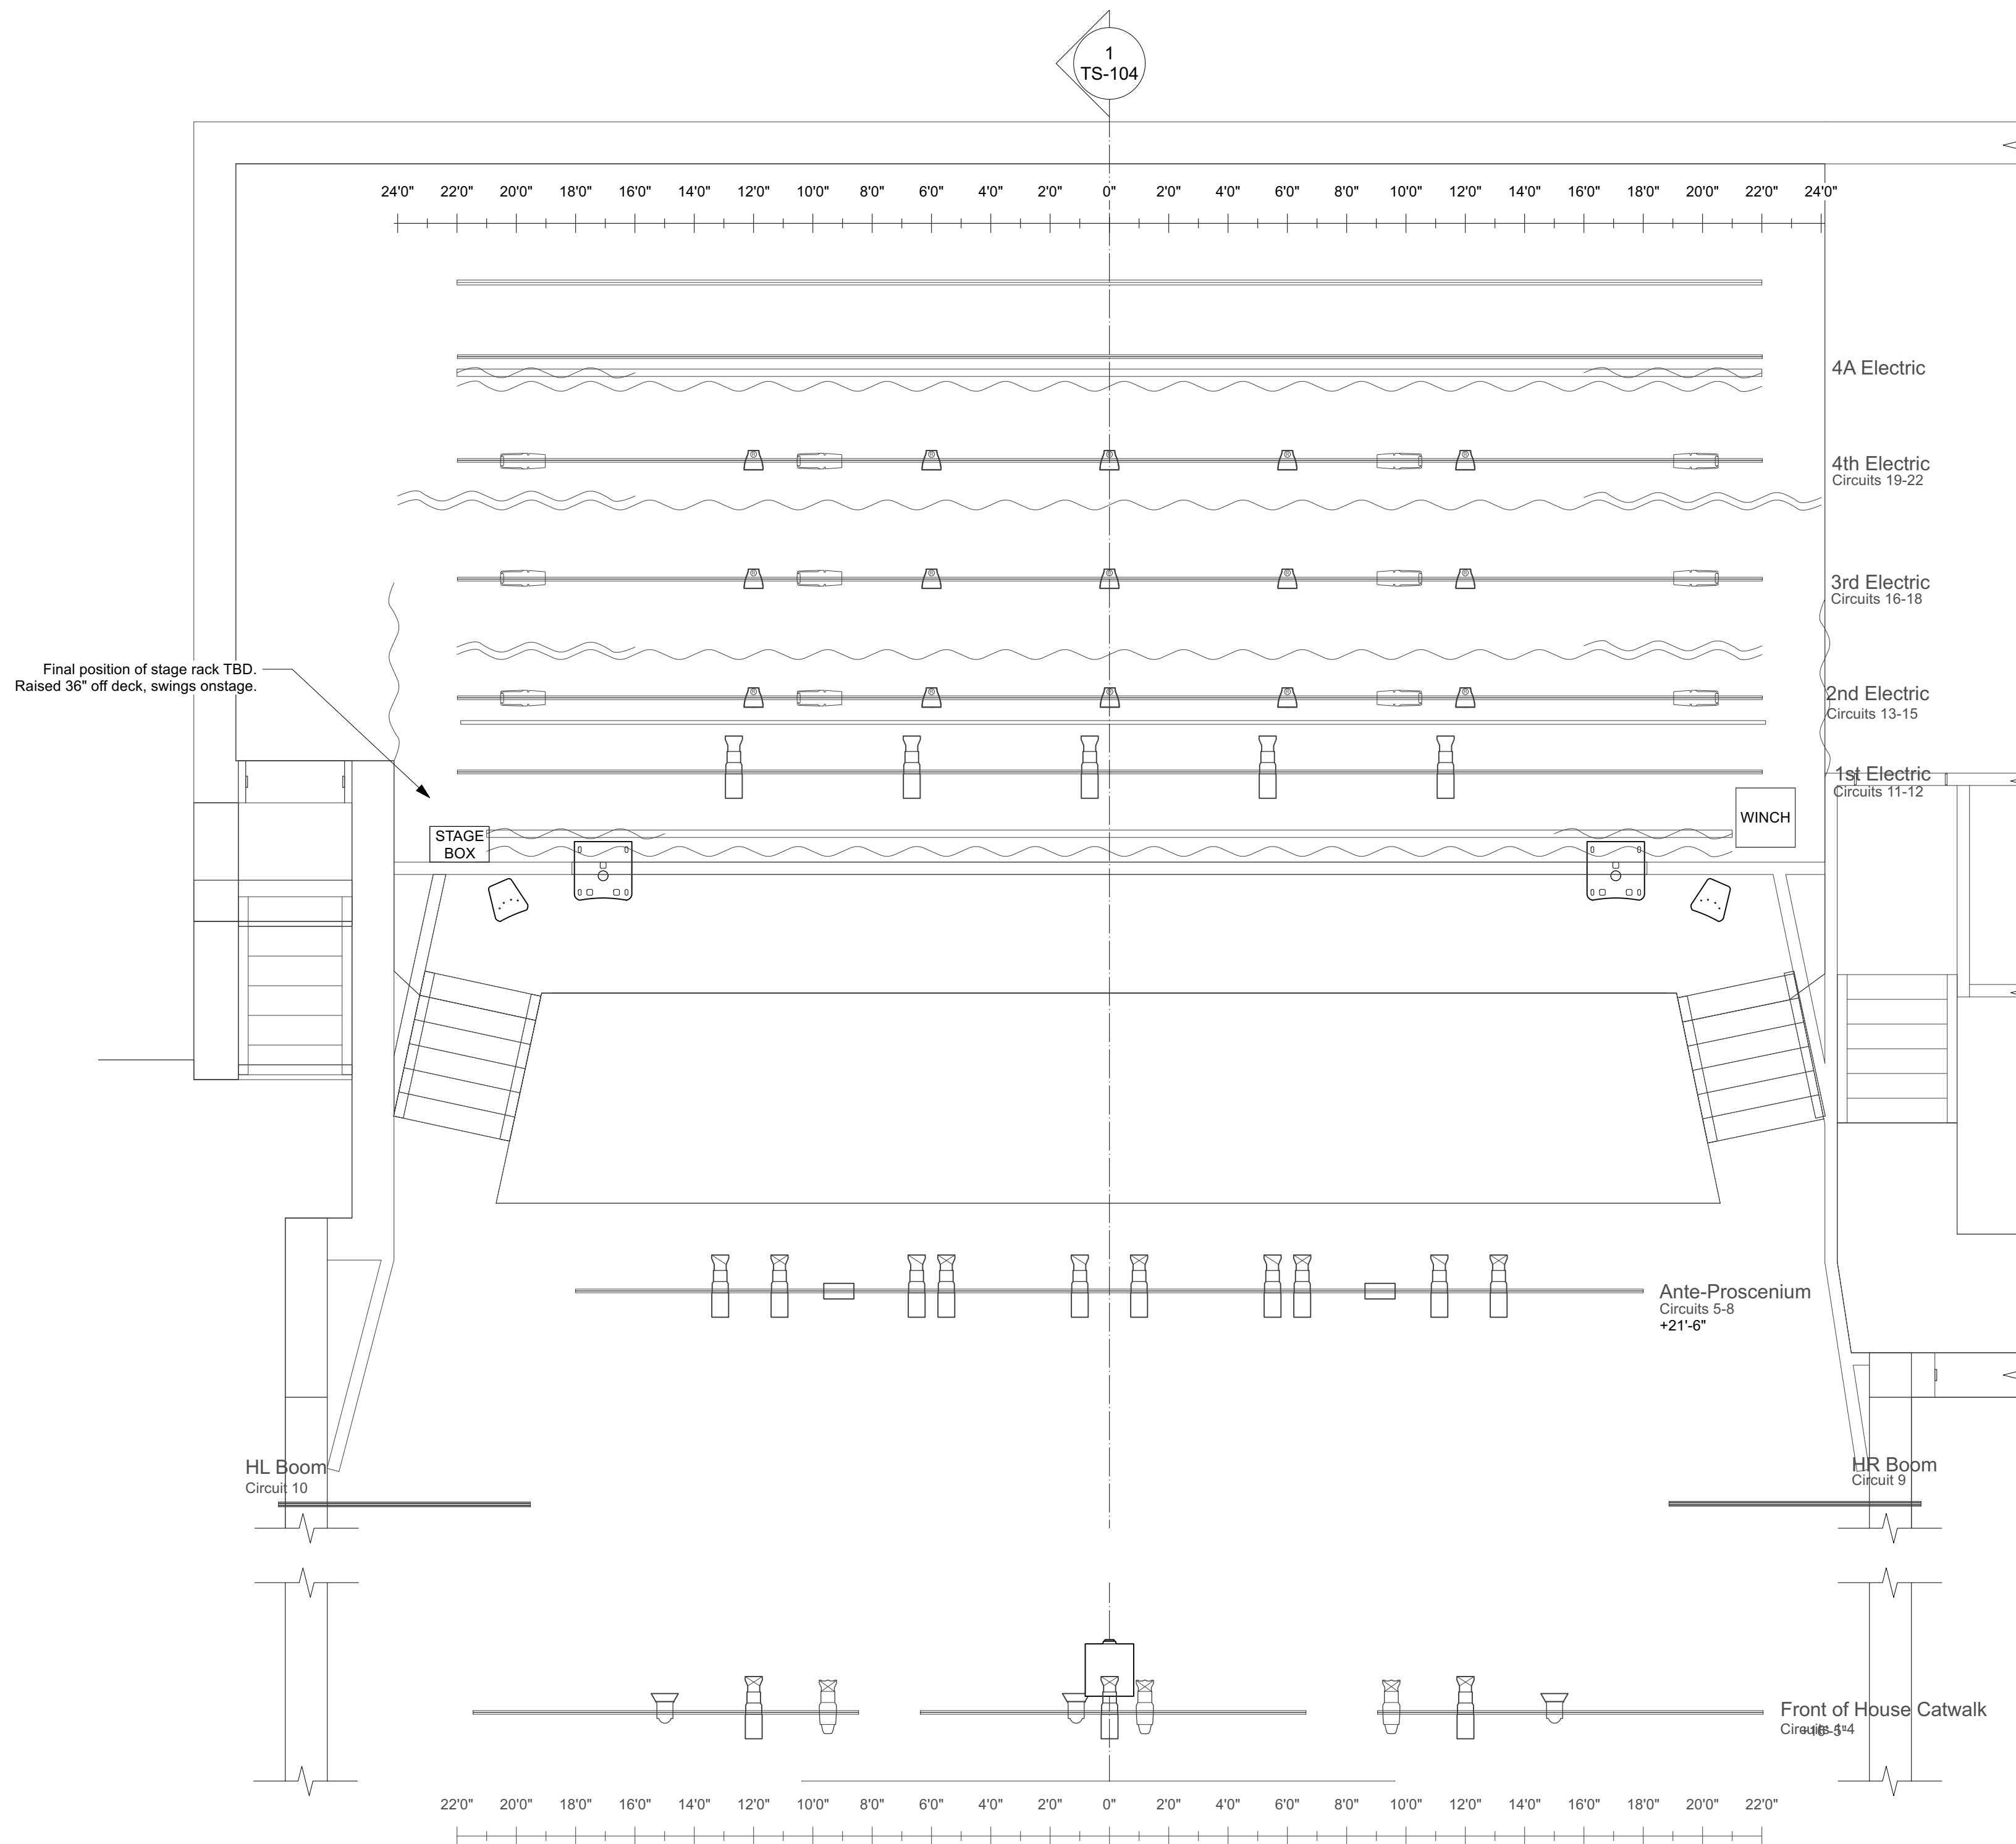 1
TS-104
24'0" 22'0" 20'0" 18'0" 16'0" 14'0" 12'0" 10'0" 8'0" 6'0" 4'0" 2'0" 0" 2'0" 4'0" 6'0" 8'0" 10'0" 12'0" 14'0" 16'0" 18'0" 20'0" 22'0" 24'0"
4A Electric
4th Electric
Circuits 19-22
3rd Electric
Circuits 16-18
Final position of stage rack TBD.
Raised 36" off deck, swings onstage.
2nd Electric
Circuits 13-15
1st Electric
Circuits 11-12
WINCH
STAGE
BOX
Ante-Proscenium
Circuits 5-8
+21'-6"
HL Boom
Circuit 10
HR Boom
Circuit 9
Front of House Catwalk
Circuits 1-4
22'0" 20'0" 18'0" 16'0" 14'0" 12'0" 10'0" 8'0" 6'0" 4'0" 2'0" 0" 2'0" 4'0" 6'0" 8'0" 10'0" 12'0" 14'0" 16'0" 18'0" 20'0" 22'0"